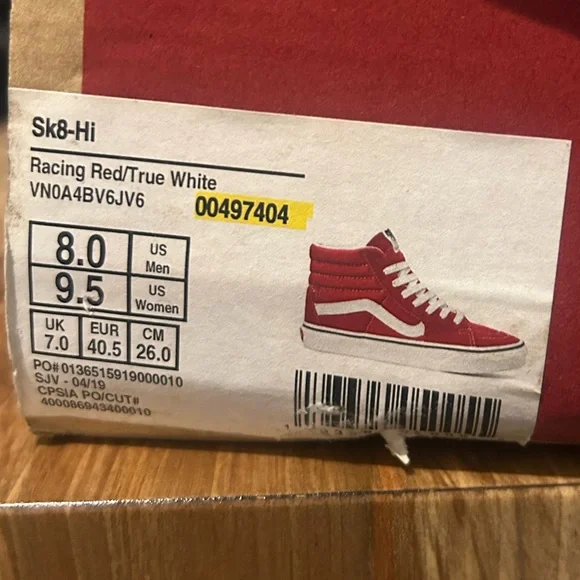 Sk8-Hi
Racing Red/True White
VN0A4BV6JV6
00497404
8.0 US Men
9.5 US Women
UK 7.0 EUR 40.5 CM 26.0
PO# 0136515919000010
SJV - 04/19
CPSIA PO/CUT#
400086943400010